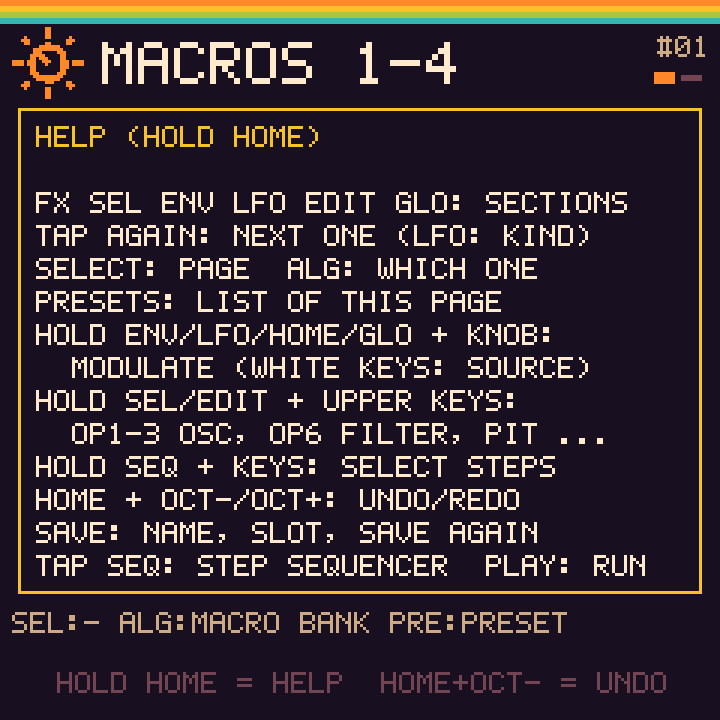 MACROS 1-4
#01
HELP (HOLD HOME)
FX SEL ENV LFO EDIT GLO: SECTIONS
TAP AGAIN: NEXT ONE (LFO: KIND)
SELECT: PAGE  ALG: WHICH ONE
PRESETS: LIST OF THIS PAGE
HOLD ENV/LFO/HOME/GLO + KNOB:
  MODULATE (WHITE KEYS: SOURCE)
HOLD SEL/EDIT + UPPER KEYS:
  OP1-3 OSC, OP6 FILTER, PIT ...
HOLD SEQ + KEYS: SELECT STEPS
HOME + OCT-/OCT+: UNDO/REDO
SAVE: NAME, SLOT, SAVE AGAIN
TAP SEQ: STEP SEQUENCER  PLAY: RUN
SEL:- ALG:MACRO BANK PRE:PRESET
HOLD HOME = HELP  HOME+OCT- = UNDO